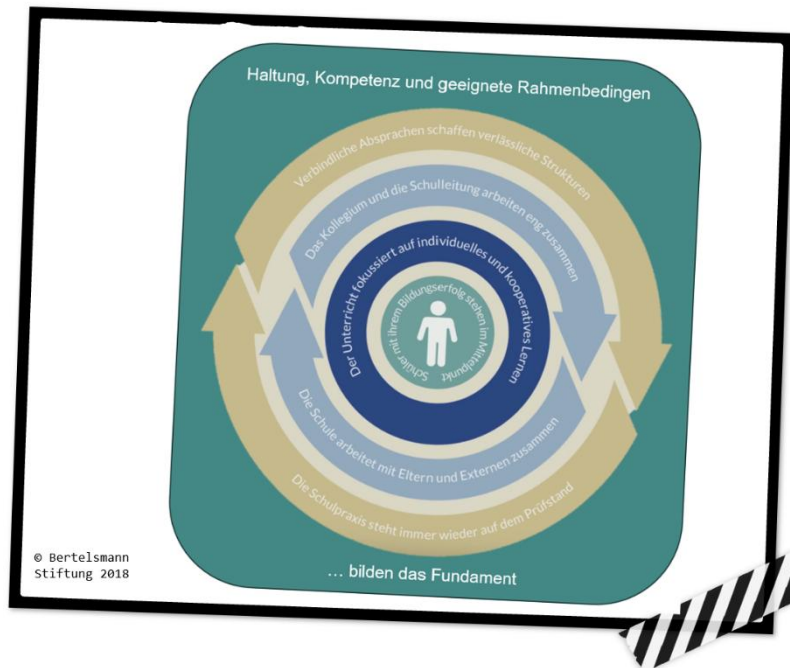 Haltung, Kompetenz und geeignete Rahmenbedingen
Verbindliche Absprachen schaffen verlässliche Strukturen
Das Kollegium und die Schulleitung arbeiten eng zusammen
Der Unterricht fokussiert auf individuelles und kooperatives Lernen
Schüler mit ihrem Bildungserfolg stehen im Mittelpunkt
Die Schule arbeitet mit Eltern und Externen zusammen
Die Schulpraxis steht immer wieder auf dem Prüfstand
… bilden das Fundament
© Bertelsmann
Stiftung 2018